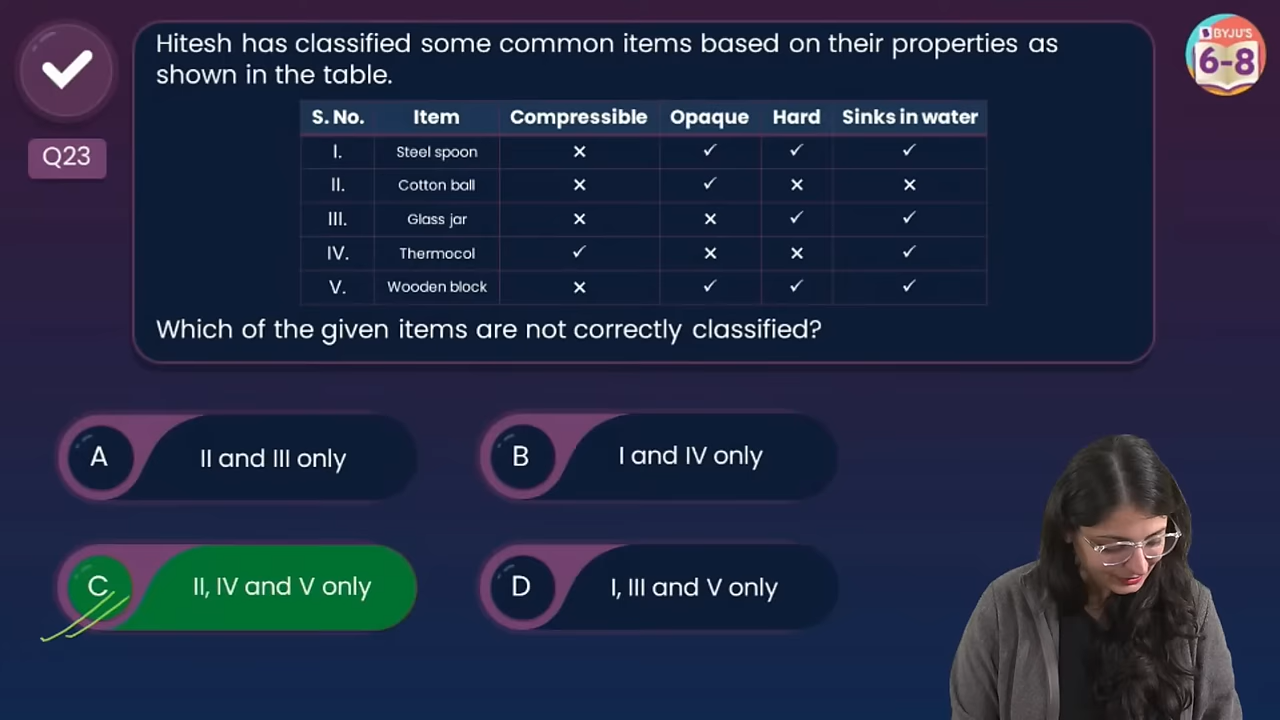 Hitesh has classified some common items based on their properties as
shown in the table.
BYJU'S
6-8
Q23
S. No. Item Compressible Opaque Hard Sinks in water
I. Steel spoon × ✓ ✓ ✓
II. Cotton ball × ✓ × ×
III. Glass jar × × ✓ ✓
IV. Thermocol ✓ × × ✓
V. Wooden block × ✓ ✓ ✓
Which of the given items are not correctly classified?
A II and III only
B I and IV only
C II, IV and V only
D I, III and V only